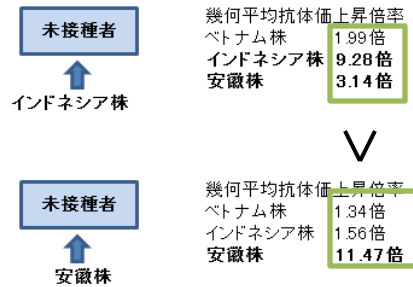 未接種者
インドネシア株
幾何平均抗体価上昇倍率
ベトナム株 1.99倍
インドネシア株 9.28倍
安徽株 3.14倍
∨
未接種者
安徽株
幾何平均抗体価上昇倍率
ベトナム株 1.34倍
インドネシア株 1.56倍
安徽株 11.47倍